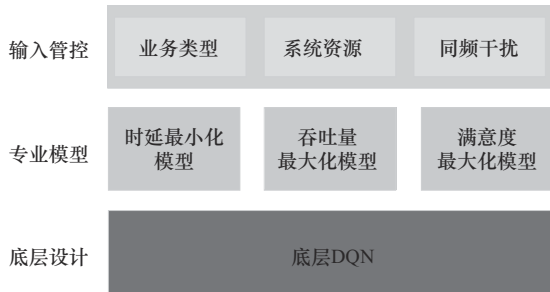 输入管控
业务类型
系统资源
同频干扰
专业模型
时延最小化
模型
吞吐量
最大化模型
满意度
最大化模型
底层设计
底层DQN